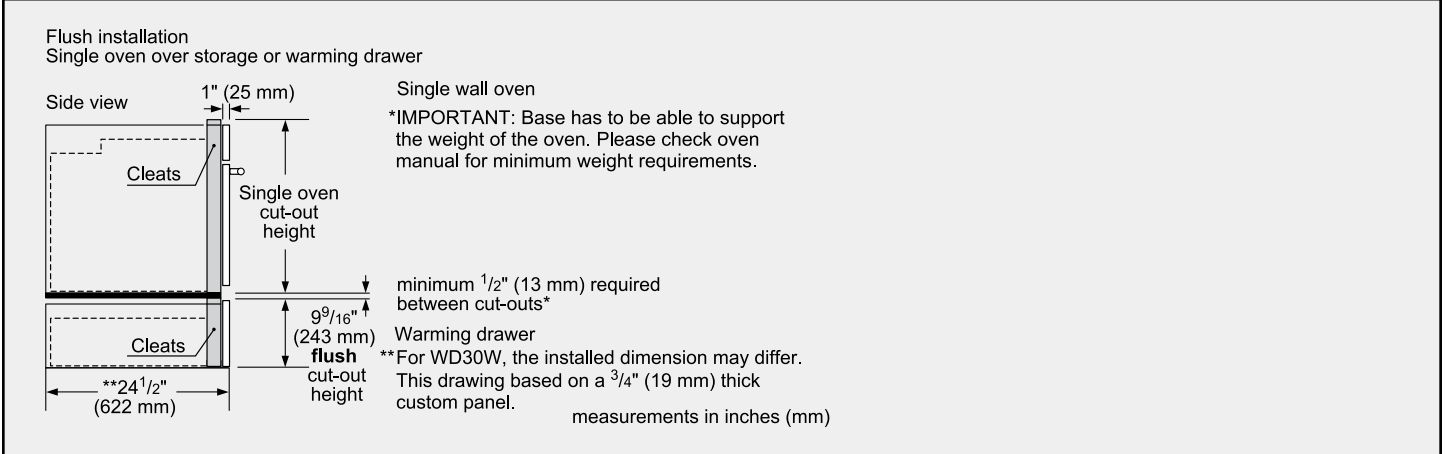 Flush installation
Single oven over storage or warming drawer
Side view
1" (25 mm)
Cleats
Single oven
cut-out
height
Single wall oven
*IMPORTANT: Base has to be able to support
the weight of the oven. Please check oven
manual for minimum weight requirements.
minimum 1/2" (13 mm) required
between cut-outs*
9 9/16"
(243 mm)
flush
cut-out
height
Cleats
**24 1/2"
(622 mm)
Warming drawer
**For WD30W, the installed dimension may differ.
This drawing based on a 3/4" (19 mm) thick
custom panel.
measurements in inches (mm)